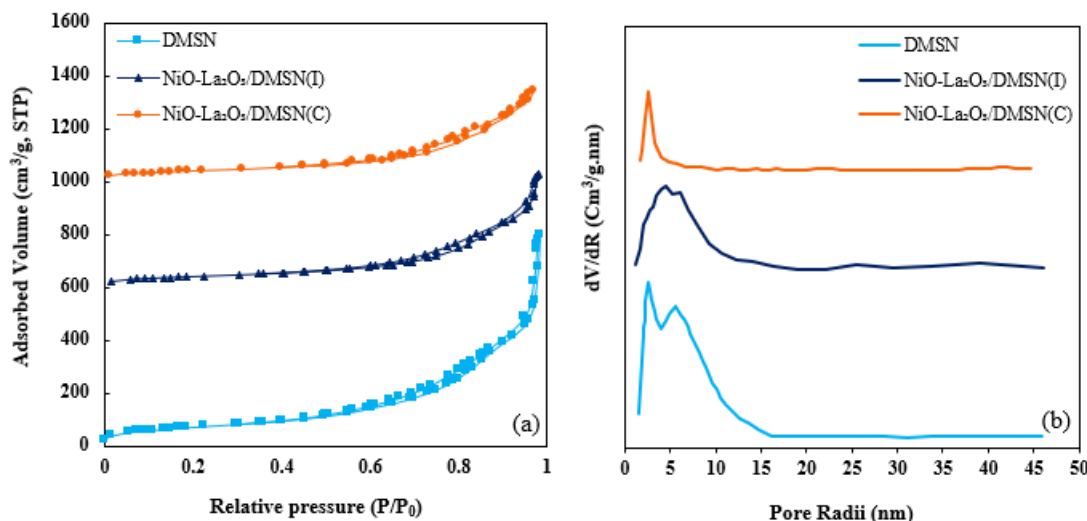 1600
1400
1200
1000
800
600
400
200
0
Adsorbed Volume (cm³/g, STP)
DMSN
NiO-La₂O₃/DMSN(I)
NiO-La₂O₃/DMSN(C)
(a)
0 0.2 0.4 0.6 0.8 1
Relative pressure (P/P₀)
dV/dR (Cm³/g.nm)
DMSN
NiO-La₂O₃/DMSN(I)
NiO-La₂O₃/DMSN(C)
(b)
0 5 10 15 20 25 30 35 40 45 50
Pore Radii (nm)